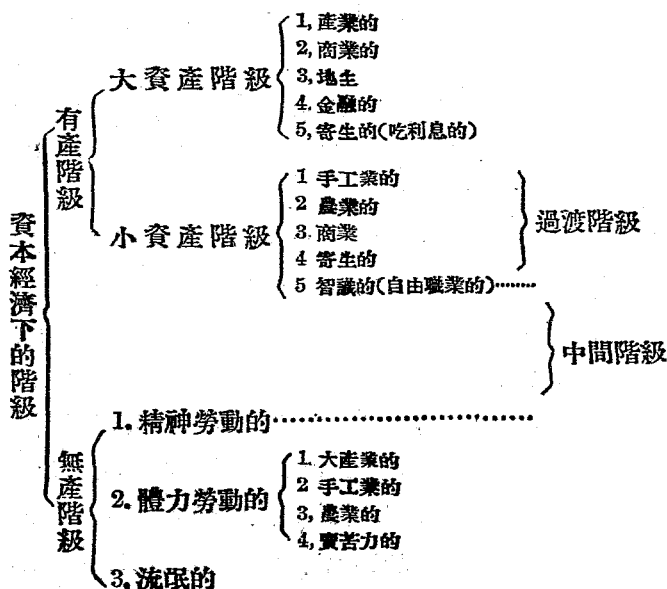 資本經濟下的階級
有產階級
大資產階級
1, 產業的
2, 商業的
3, 地生
4. 金融的
5, 寄生的(吃利息的)
小資產階級
1 手工業的
2 農業的
3. 商業
4 寄生的
5 智識的(自由職業的)………
過渡階級
中間階級
無產階級
1. 精神勞動的…………………………
2. 體力勞動的
1. 大產業的
2 手工業的
3, 農業的
4, 賣苦力的
3, 流氓的